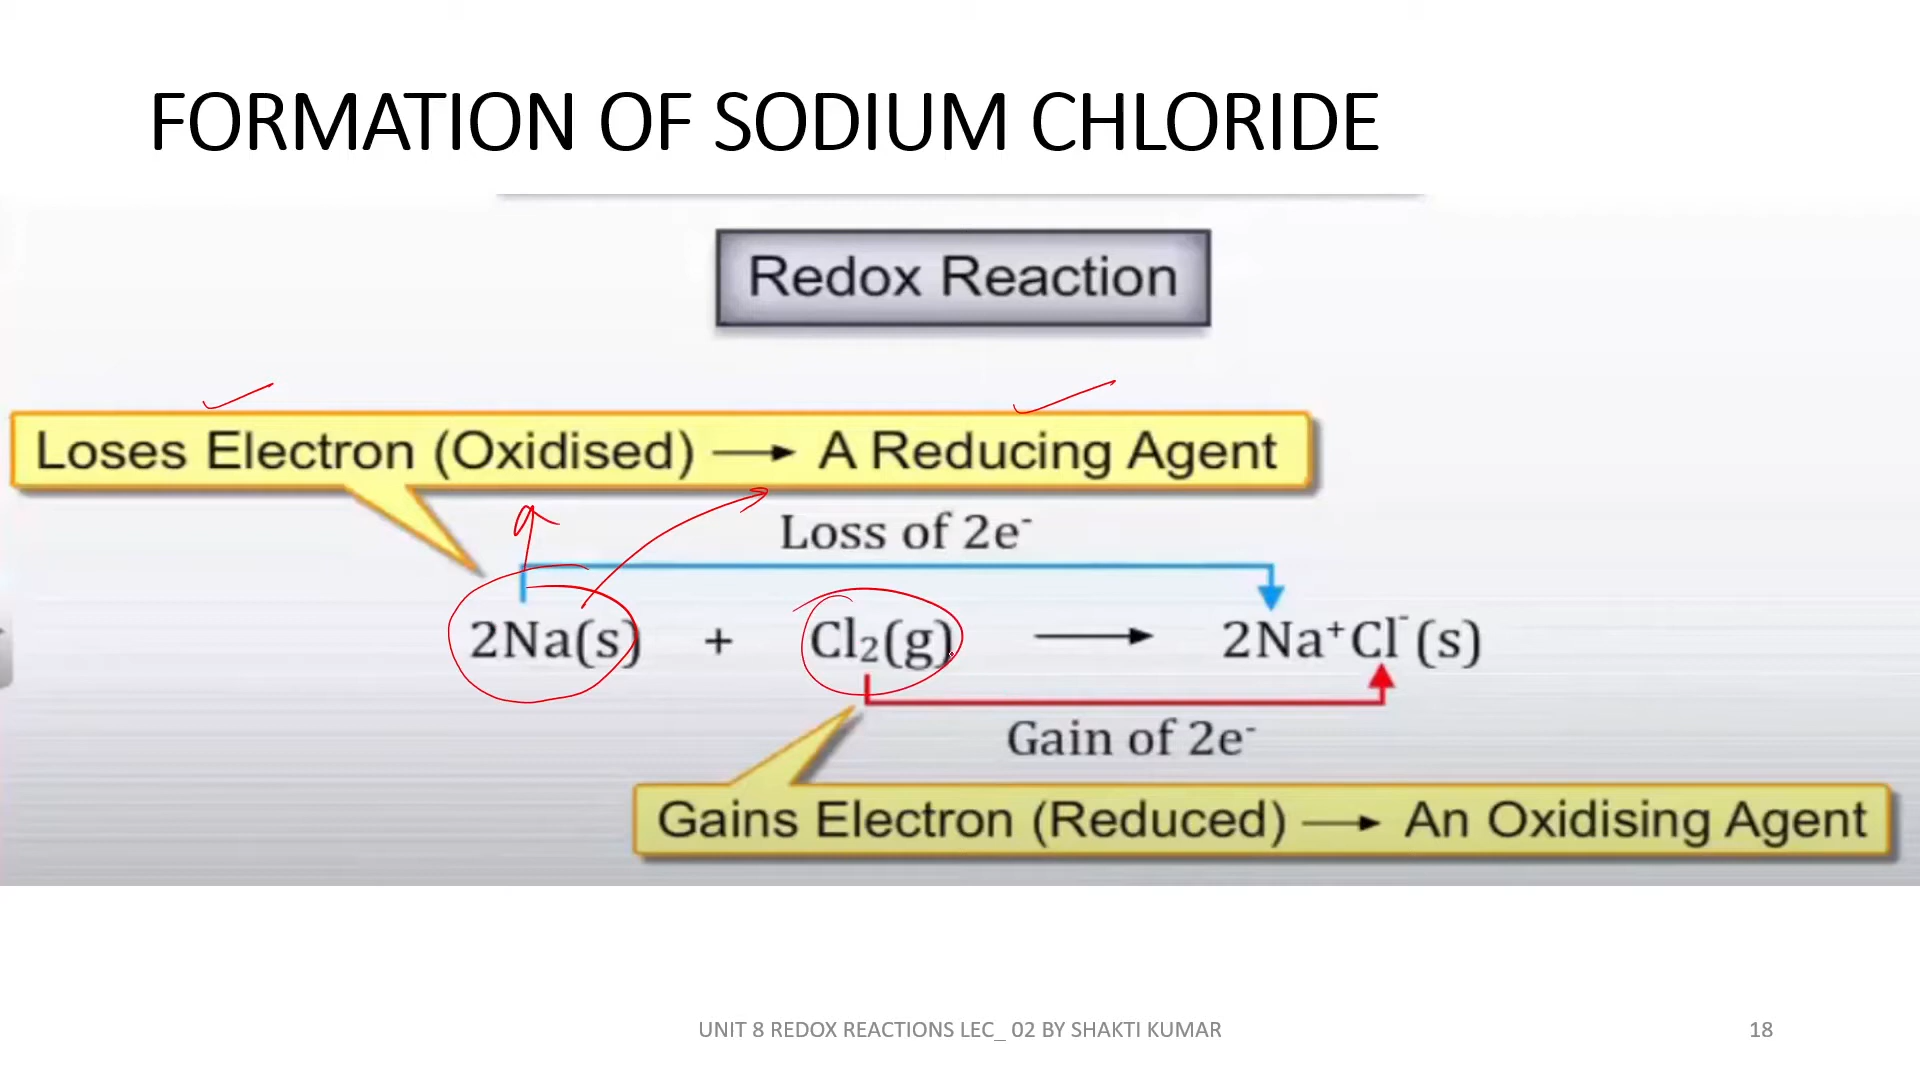 FORMATION OF SODIUM CHLORIDE
Redox Reaction
Loses Electron (Oxidised) ⟶ A Reducing Agent
Loss of 2e⁻
2Na(s) + Cl₂(g) ⟶ 2Na⁺Cl⁻(s)
Gain of 2e⁻
Gains Electron (Reduced) ⟶ An Oxidising Agent
UNIT 8 REDOX REACTIONS LEC_ 02 BY SHAKTI KUMAR
18